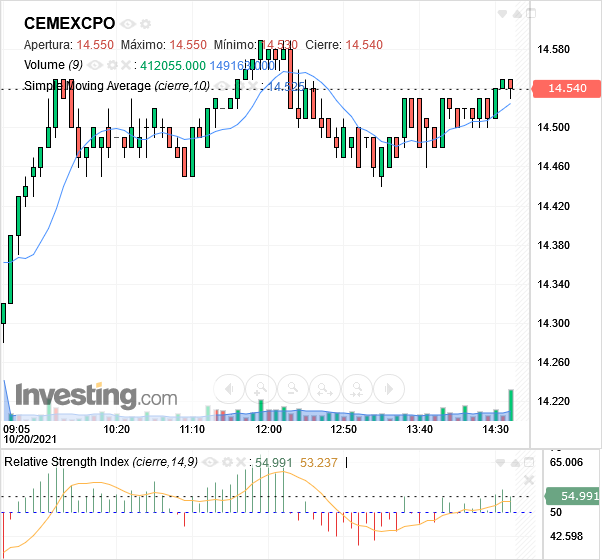 CEMEXCPO
Apertura: 14.550 Máximo: 14.550 Mínimo: 14.530 Cierre: 14.540
Volume (9) 412055.000 149163.000
Simple Moving Average (cierre,10) 14.525
14.580
14.540
14.500
14.460
14.420
14.380
14.340
14.300
14.260
14.220
Investing.com
09:05 10:20 11:10 12:00 12:50 13:40 14:30
10/20/2021
Relative Strength Index (cierre,14,9) 54.991 53.237
65.006
54.991
50
42.598